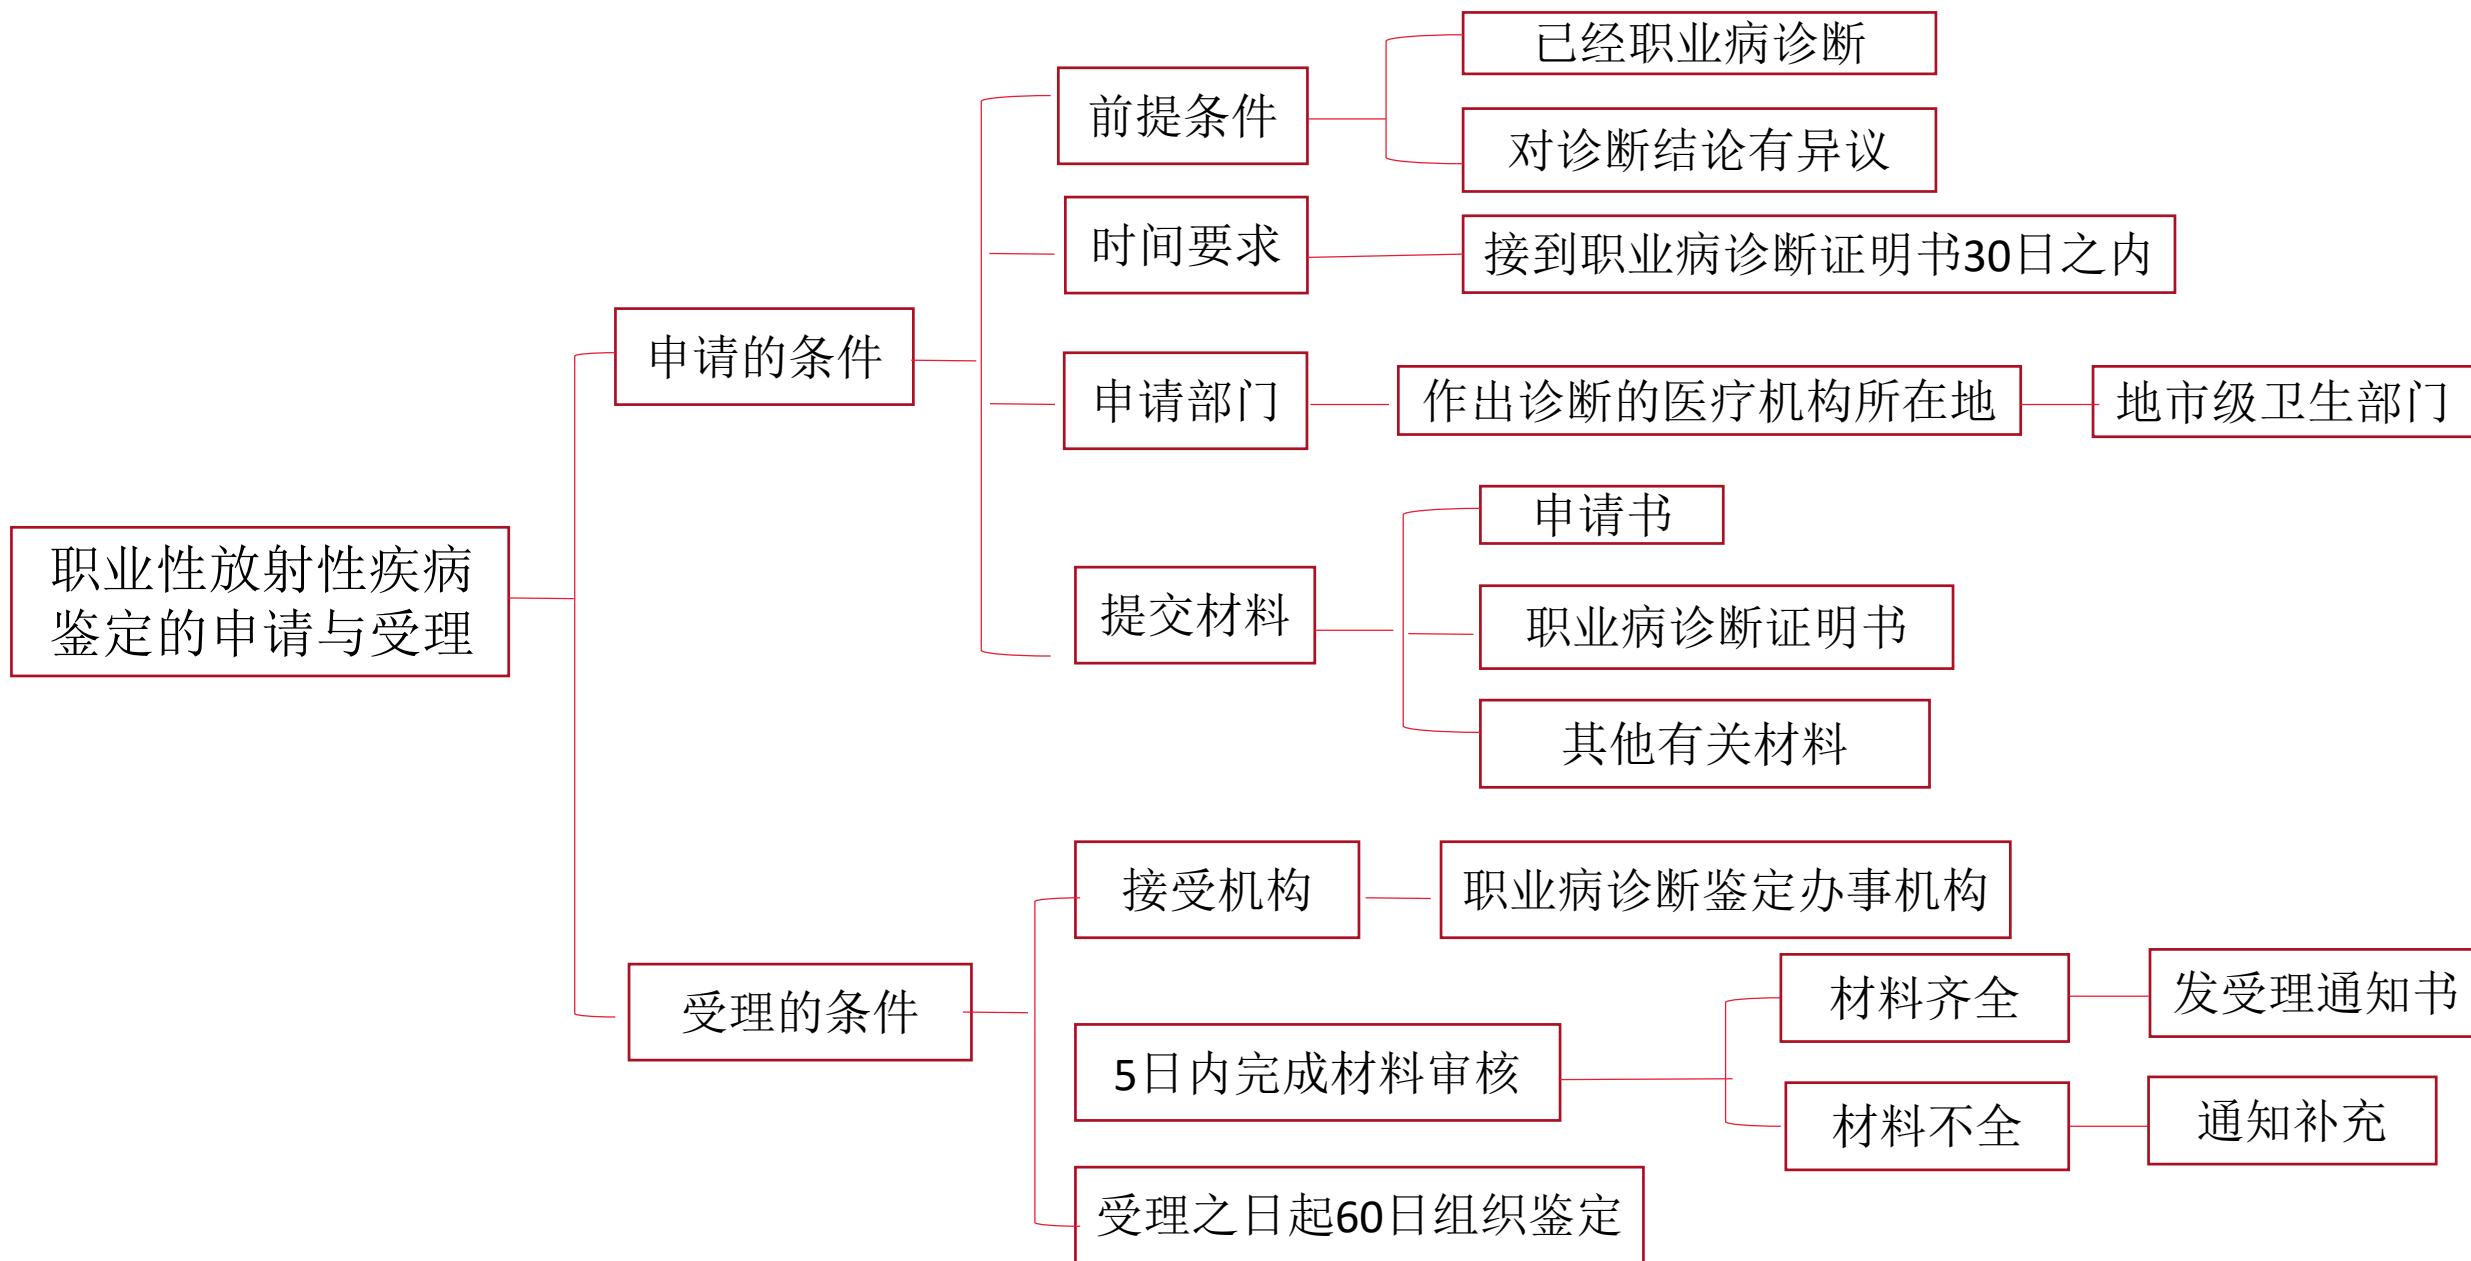 职业性放射性疾病
鉴定的申请与受理
申请的条件
前提条件
已经职业病诊断
对诊断结论有异议
时间要求
接到职业病诊断证明书30日之内
申请部门
作出诊断的医疗机构所在地
地市级卫生部门
提交材料
申请书
职业病诊断证明书
其他有关材料
受理的条件
接受机构
职业病诊断鉴定办事机构
5日内完成材料审核
材料齐全
发受理通知书
材料不全
通知补充
受理之日起60日组织鉴定